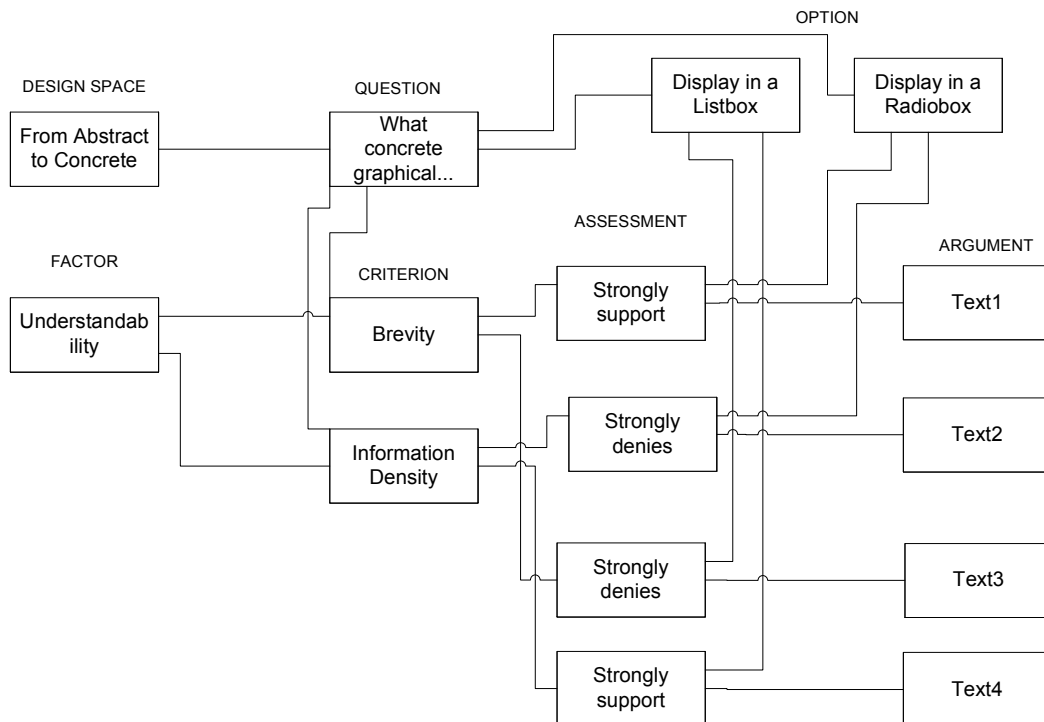 OPTION
DESIGN SPACE
QUESTION
From Abstract
to Concrete
What
concrete
graphical...
Display in a
Listbox
Display in a
Radiobox
ASSESSMENT
ARGUMENT
FACTOR
CRITERION
Understandab
ility
Brevity
Strongly
support
Text1
Information
Density
Strongly
denies
Text2
Strongly
denies
Text3
Strongly
support
Text4